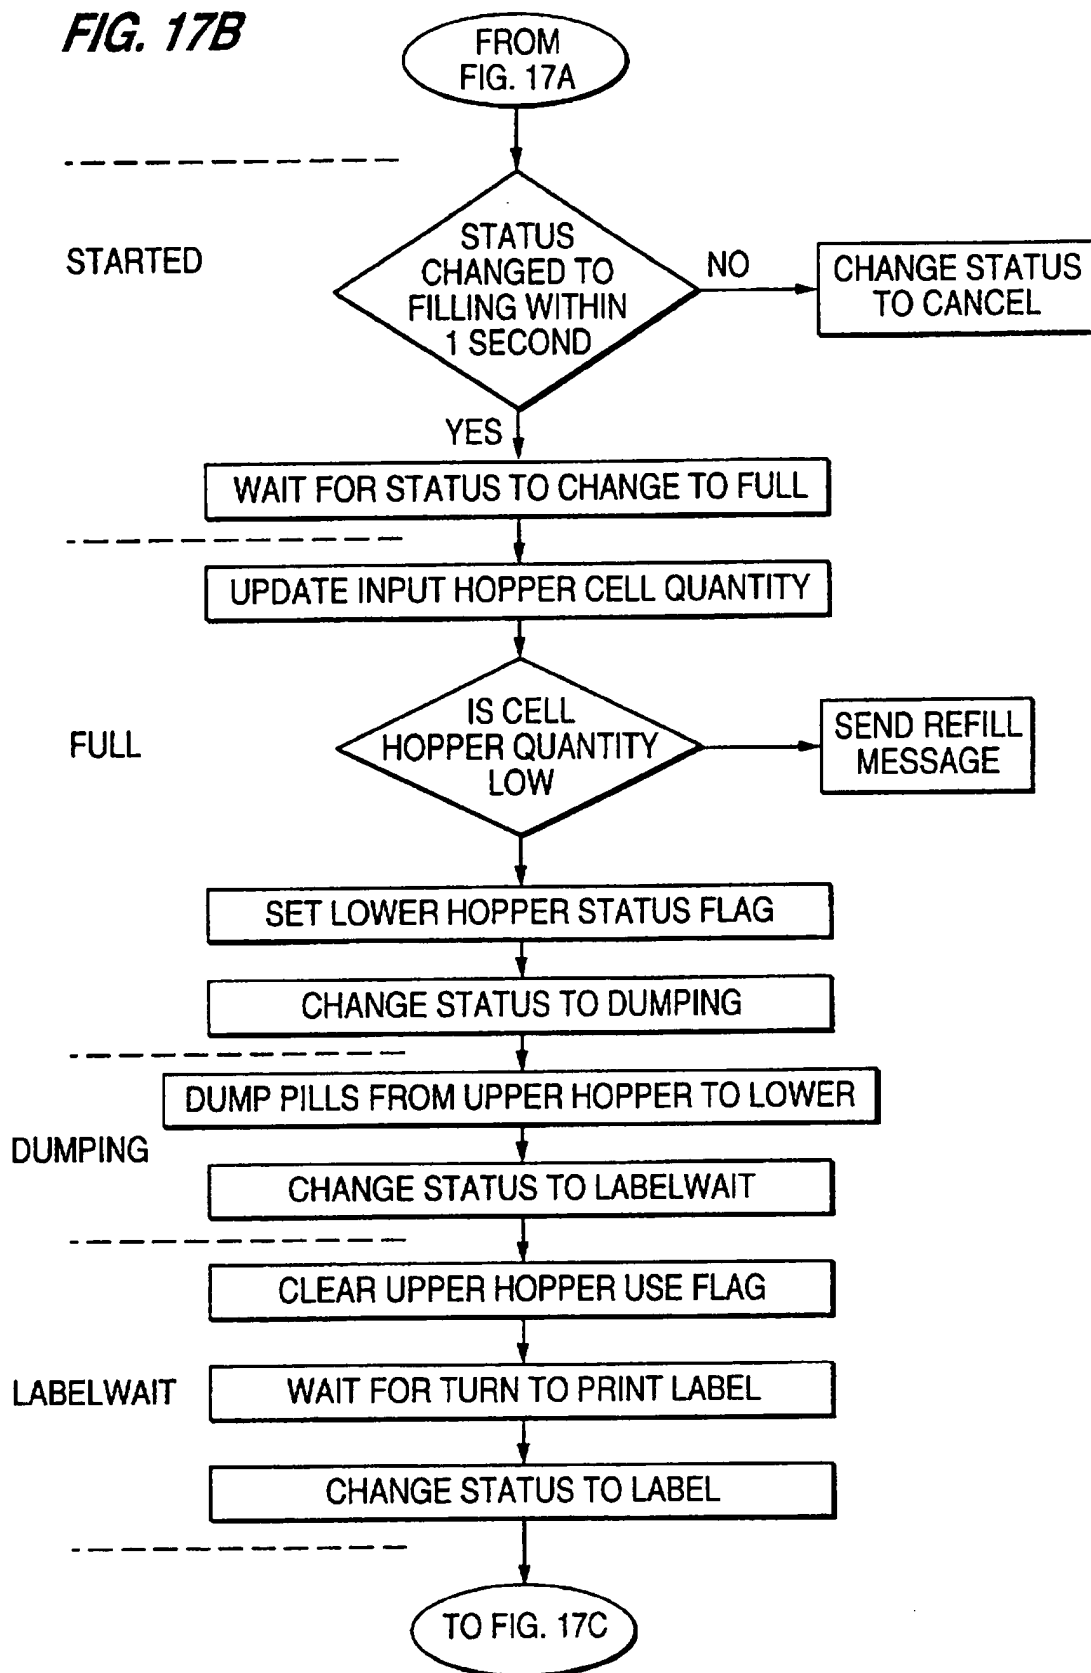 FIG. 17B
FROM
FIG. 17A
STARTED
STATUS
CHANGED TO
FILLING WITHIN
1 SECOND
NO
CHANGE STATUS
TO CANCEL
YES
WAIT FOR STATUS TO CHANGE TO FULL
UPDATE INPUT HOPPER CELL QUANTITY
FULL
IS CELL
HOPPER QUANTITY
LOW
SEND REFILL
MESSAGE
SET LOWER HOPPER STATUS FLAG
CHANGE STATUS TO DUMPING
DUMP PILLS FROM UPPER HOPPER TO LOWER
DUMPING
CHANGE STATUS TO LABELWAIT
CLEAR UPPER HOPPER USE FLAG
LABELWAIT
WAIT FOR TURN TO PRINT LABEL
CHANGE STATUS TO LABEL
TO FIG. 17C